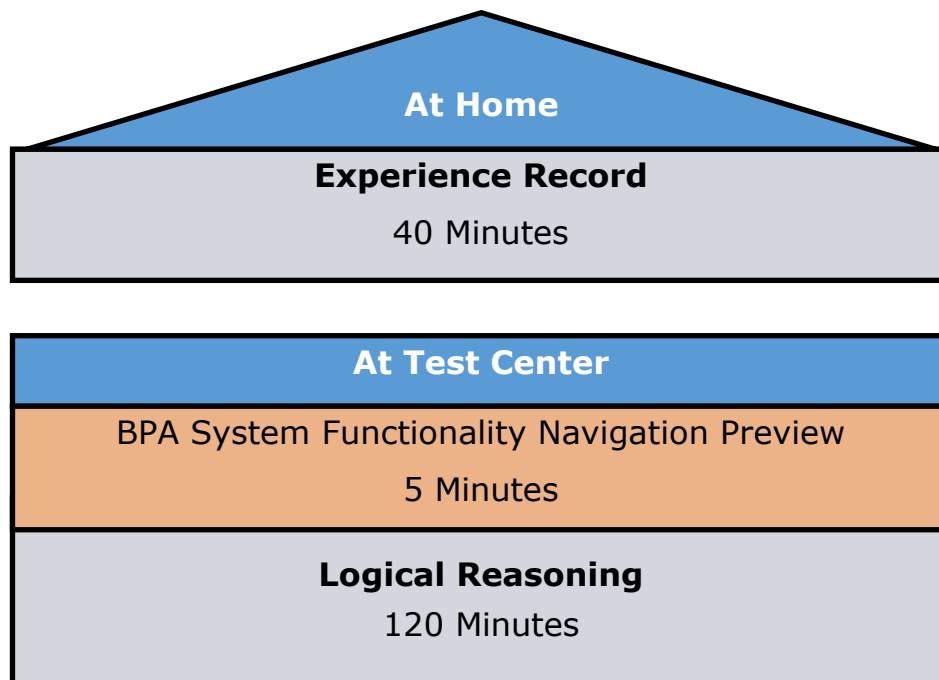 At Home
Experience Record
40 Minutes
At Test Center
BPA System Functionality Navigation Preview
5 Minutes
Logical Reasoning
120 Minutes